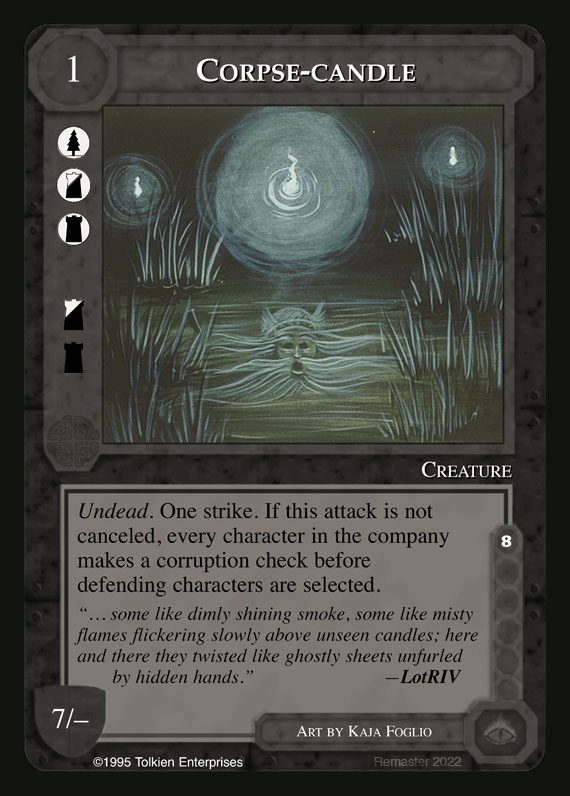 1
CORPSE-CANDLE
CREATURE
Undead. One strike. If this attack is not
canceled, every character in the company
makes a corruption check before
defending characters are selected.
8
“… some like dimly shining smoke, some like misty
flames flickering slowly above unseen candles; here
and there they twisted like ghostly sheets unfurled
by hidden hands.” —LotRIV
7/–
ART BY KAJA FOGLIO
©1995 Tolkien Enterprises
Remaster 2022